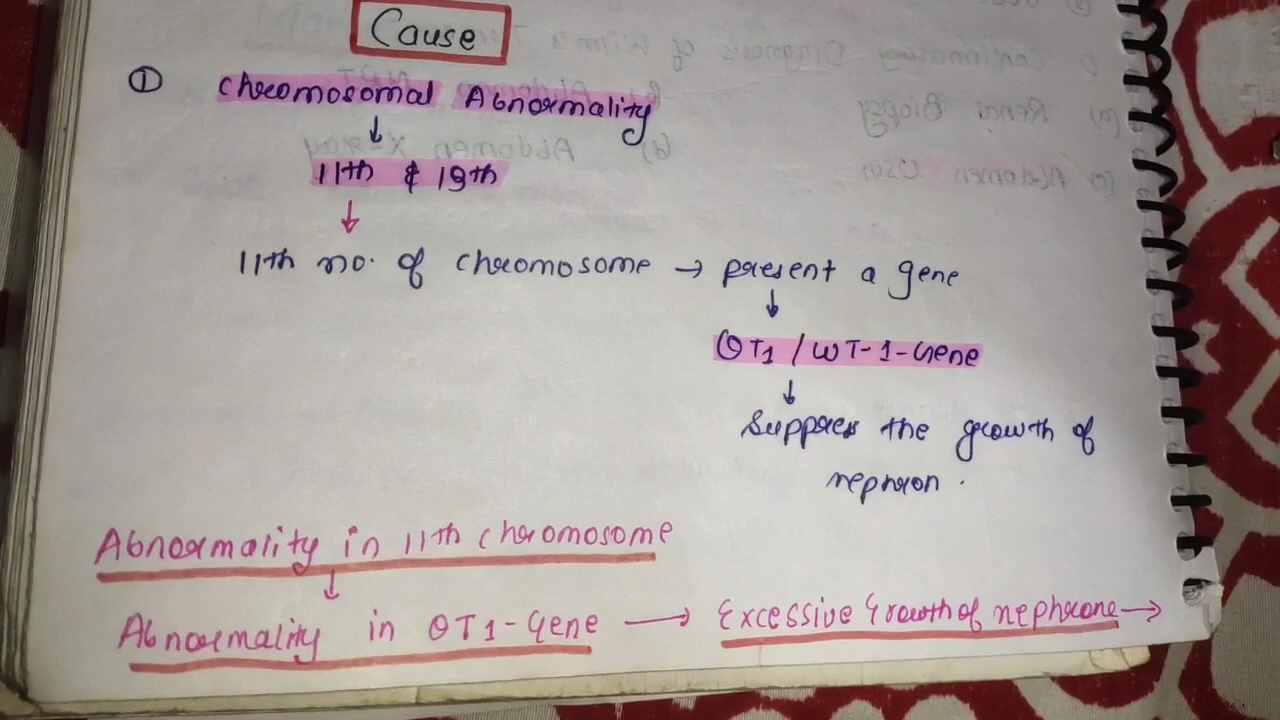 Cause
① Chromosomal Abnormality
↓
11th & 19th
↓
11th no. of chromosome → present a gene
↓
OT1 / WT-1-Gene
↓
Suppress the growth of
nephron.
Abnormality in 11th chromosome
↓
Abnormality in OT1-Gene → Excessive Growth of nephrone →